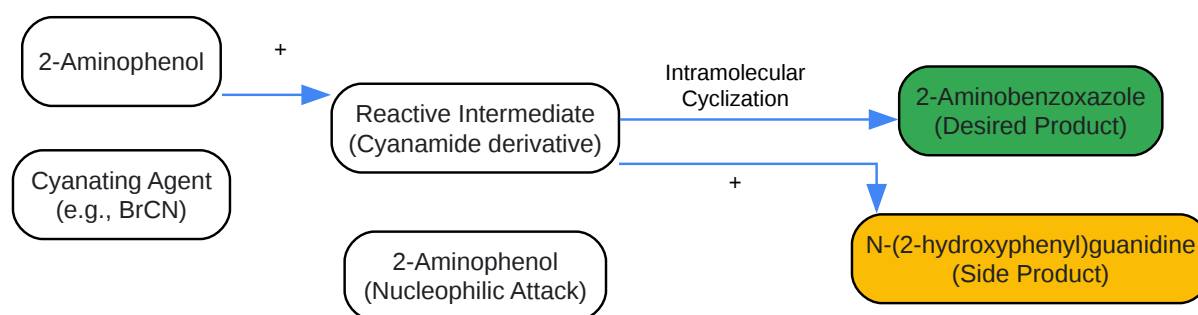 2-Aminophenol
+
Cyanating Agent
(e.g., BrCN)
Reactive Intermediate
(Cyanamide derivative)
2-Aminophenol
(Nucleophilic Attack)
Intramolecular
Cyclization
+
2-Aminobenzoxazole
(Desired Product)
N-(2-hydroxyphenyl)guanidine
(Side Product)